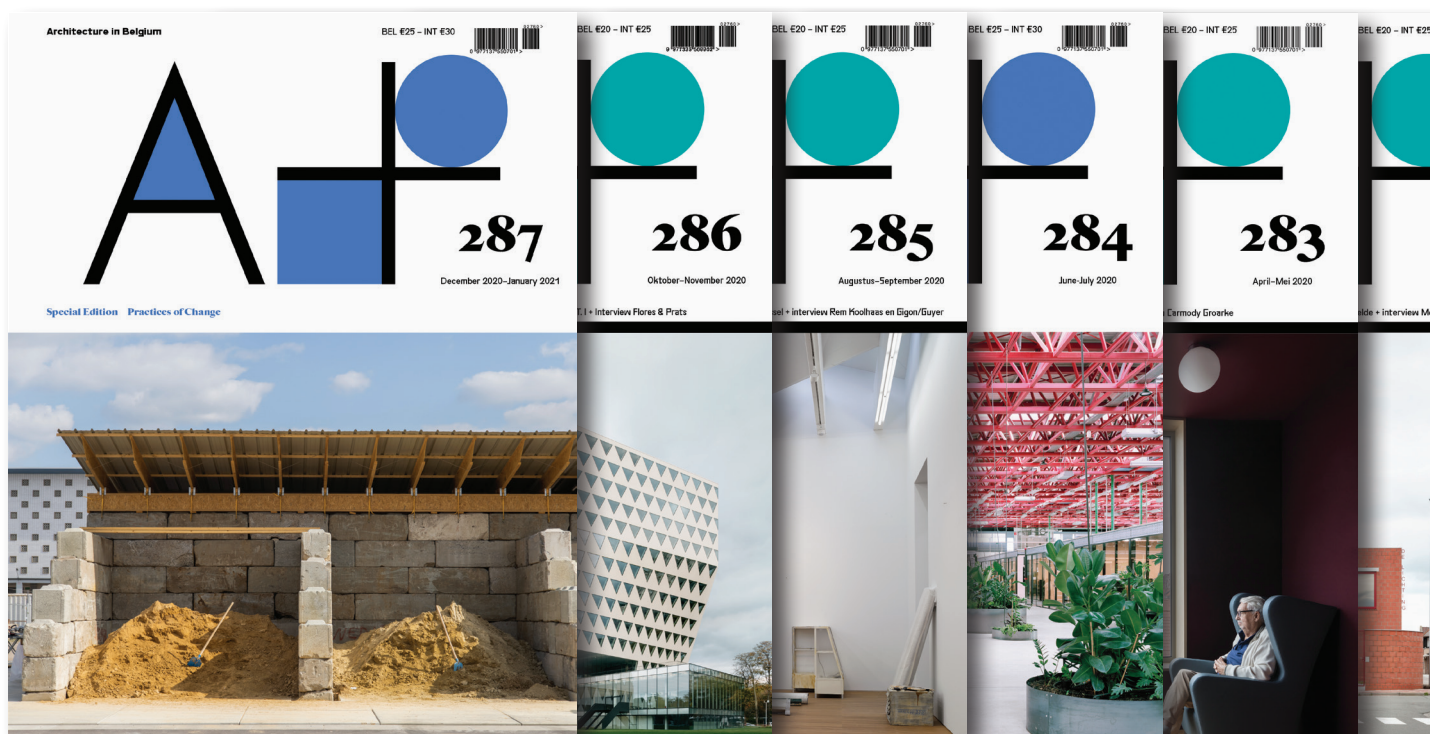 Architecture in Belgium
BEL €25 – INT €30
A+
287
December 2020–January 2021
Special Edition Practices of Change
BEL €20 – INT €25
286
Oktober–November 2020
+ Interview Flores & Prats
BEL €20 – INT €25
285
Augustus–September 2020
+ interview Rem Koolhaas en Gigon/Guyer
BEL €25 – INT €30
284
June-July 2020
BEL €20 – INT €25
283
April–Mei 2020
Carmody Groarke
BEL €20 – INT €25
+ interview